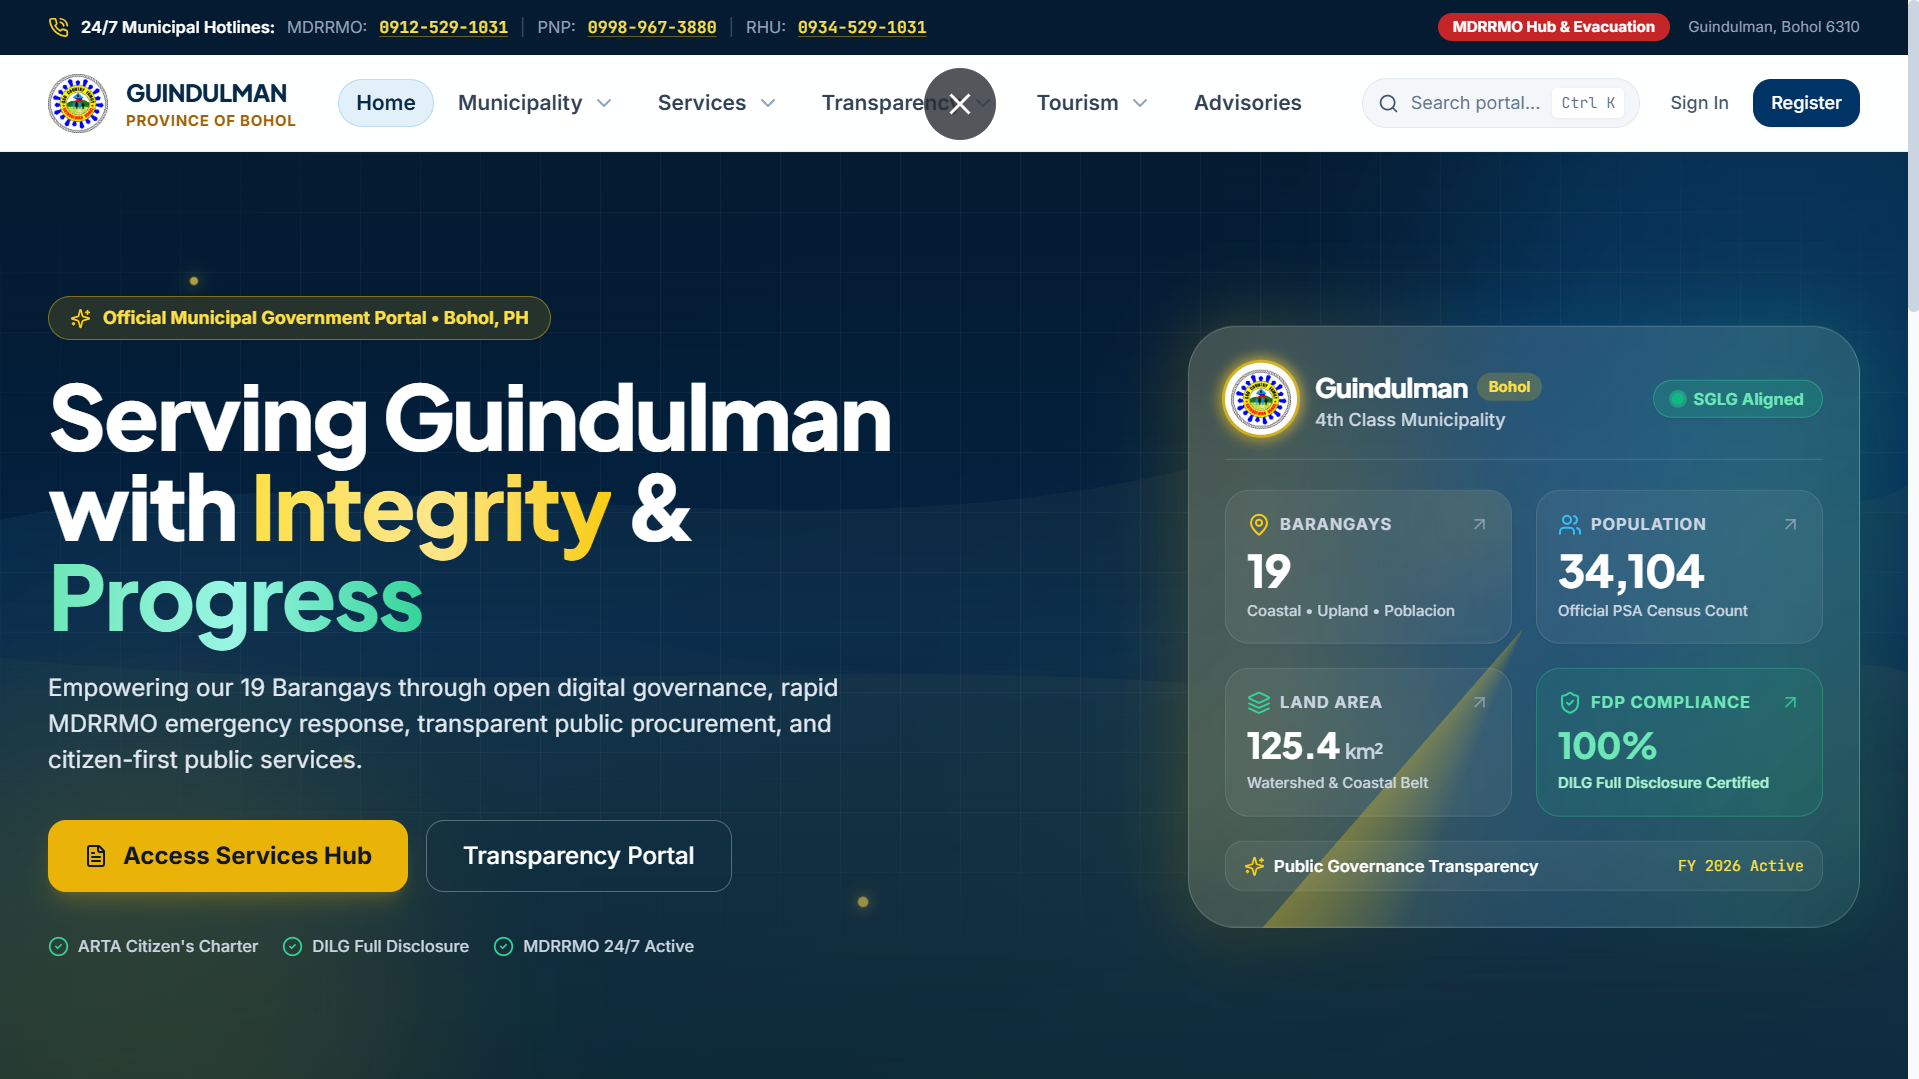 24/7 Municipal Hotlines: MDRRMO: 0912-529-1031 PNP: 0998-967-3880 RHU: 0934-529-1031
MDRRMO Hub & Evacuation Guindulman, Bohol 6310
GUINDULMAN
PROVINCE OF BOHOL
Home Municipality Services Transparenc Tourism Advisories
Search portal... Ctrl K Sign In Register
Official Municipal Government Portal • Bohol, PH
Serving Guindulman
with Integrity &
Progress
Empowering our 19 Barangays through open digital governance, rapid
MDRRMO emergency response, transparent public procurement, and
citizen-first public services.
Access Services Hub Transparency Portal
ARTA Citizen's Charter DILG Full Disclosure MDRRMO 24/7 Active
Guindulman Bohol
4th Class Municipality
SGLG Aligned
BARANGAYS
19
Coastal • Upland • Poblacion
POPULATION
34,104
Official PSA Census Count
LAND AREA
125.4 km²
Watershed & Coastal Belt
FDP COMPLIANCE
100%
DILG Full Disclosure Certified
Public Governance Transparency FY 2026 Active